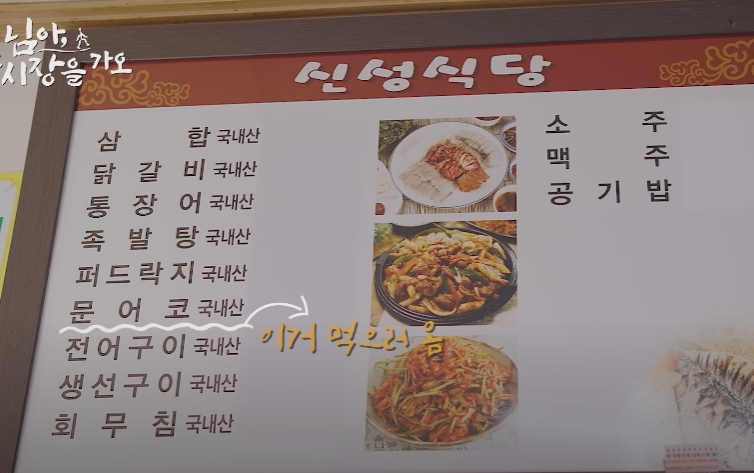 님아,
시장을 가오
신성식당
삼 합 국내산
닭 갈 비 국내산
통 장 어 국내산
족 발 탕 국내산
퍼드락지 국내산
문 어 코 국내산
이거 먹으러 옴
전어구이 국내산
생선구이 국내산
회 무 침 국내산
소 주
맥 주
공 기 밥